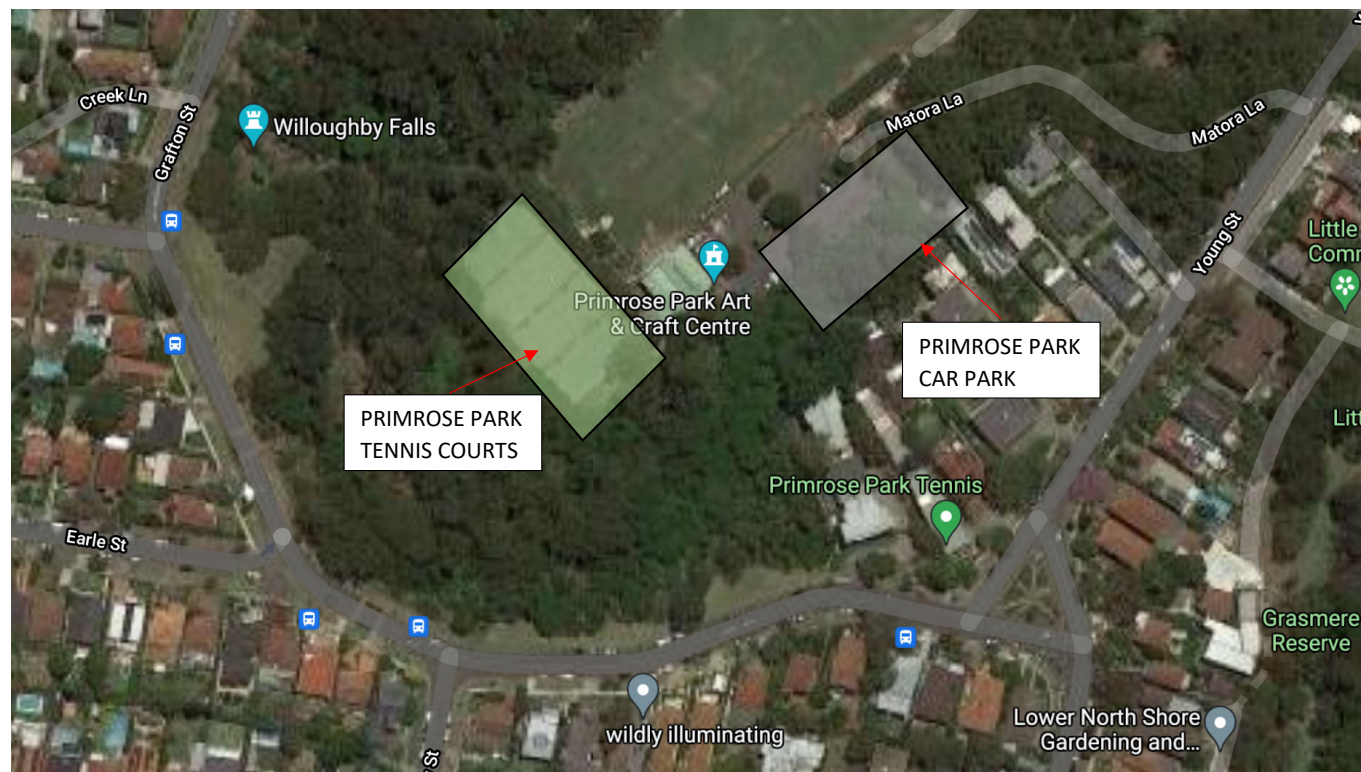 Creek Ln
Grafton St
Willoughby Falls
Matora La
Matora La
Young St
Little
Comr
Primrose Park Art
& Craft Centre
PRIMROSE PARK
CAR PARK
PRIMROSE PARK
TENNIS COURTS
Litt
Primrose Park Tennis
Earle St
Grasmere
Reserve
Lower North Shore
Gardening and...
wildly illuminating
St